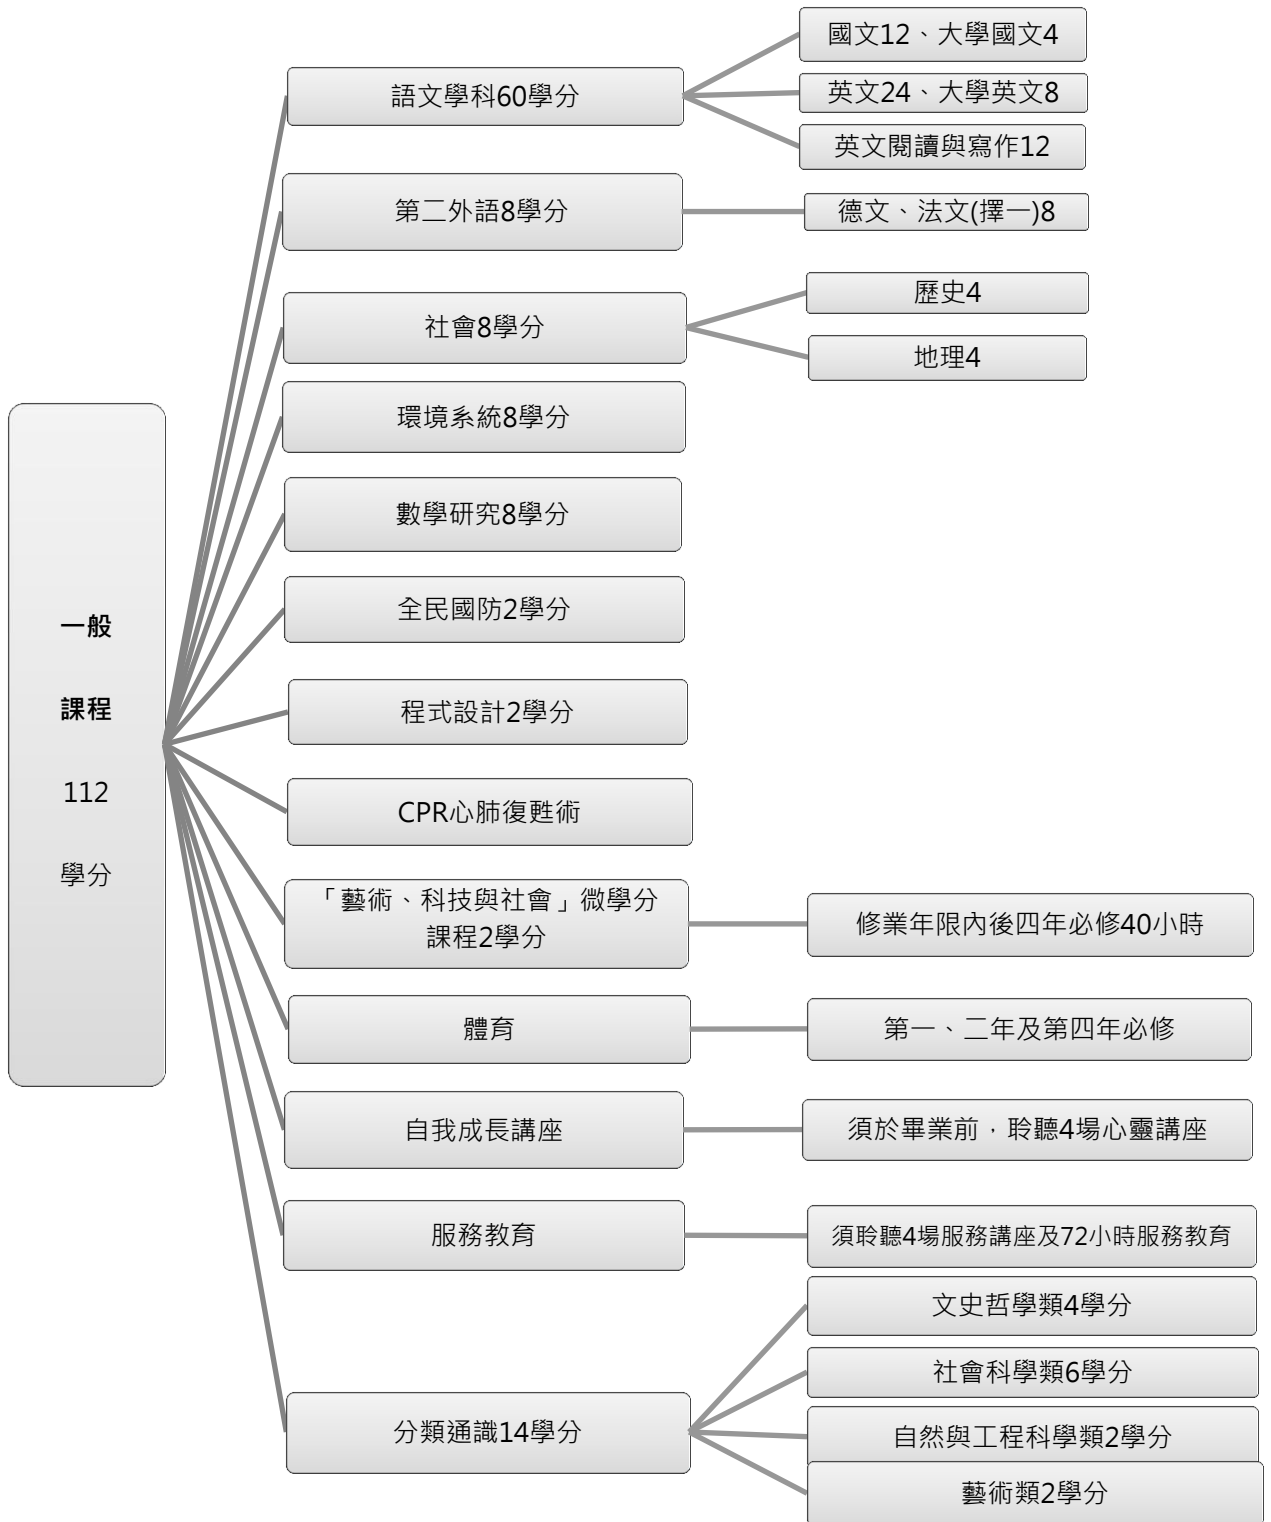 一般
課程
112
學分
語文學科60學分
國文12、大學國文4
英文24、大學英文8
英文閱讀與寫作12
第二外語8學分
德文、法文(擇一)8
社會8學分
歷史4
地理4
環境系統8學分
數學研究8學分
全民國防2學分
程式設計2學分
CPR心肺復甦術
「藝術、科技與社會」微學分
課程2學分
修業年限內後四年必修40小時
體育
第一、二年及第四年必修
自我成長講座
須於畢業前，聆聽4場心靈講座
服務教育
須聆聽4場服務講座及72小時服務教育
分類通識14學分
文史哲學類4學分
社會科學類6學分
自然與工程科學類2學分
藝術類2學分